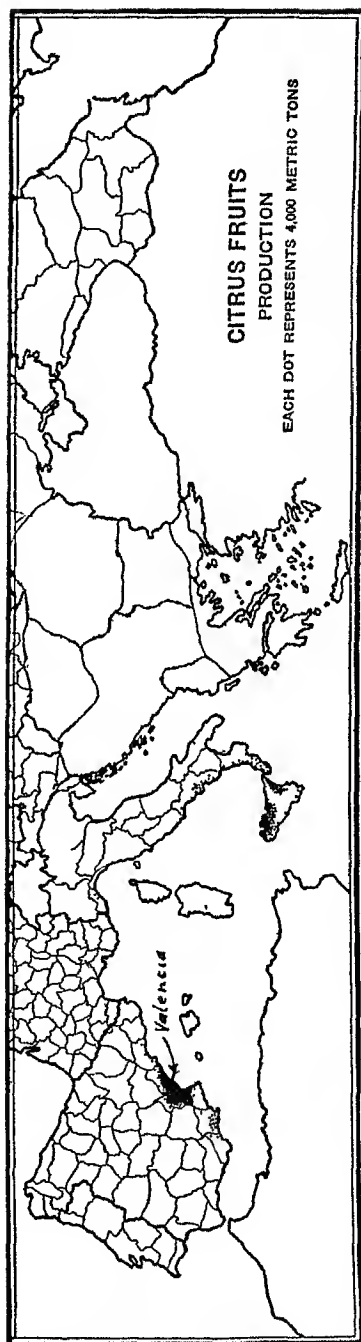 CITRUS FRUITS
PRODUCTION
EACH DOT REPRESENTS 4,000 METRIC TONS
Valencia